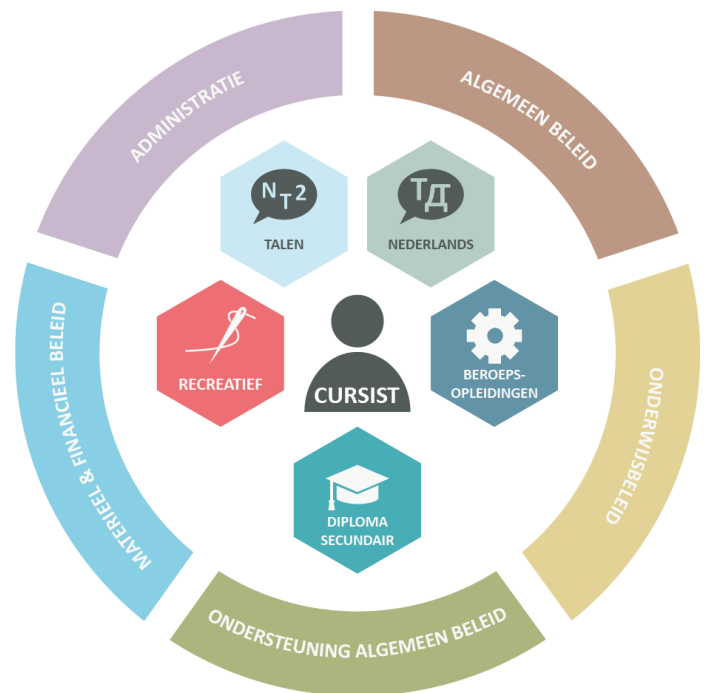 ADMINISTRATIE
ALGEMEEN BELEID
NT2
TALEN
TД
NEDERLANDS
MATERIEEL & FINANCIEEL BELEID
RECREATIEF
CURSIST
BEROEPS-
OPLEIDINGEN
ONDERWIJSBELEID
DIPLOMA
SECUNDAIR
ONDERSTEUNING ALGEMEEN BELEID